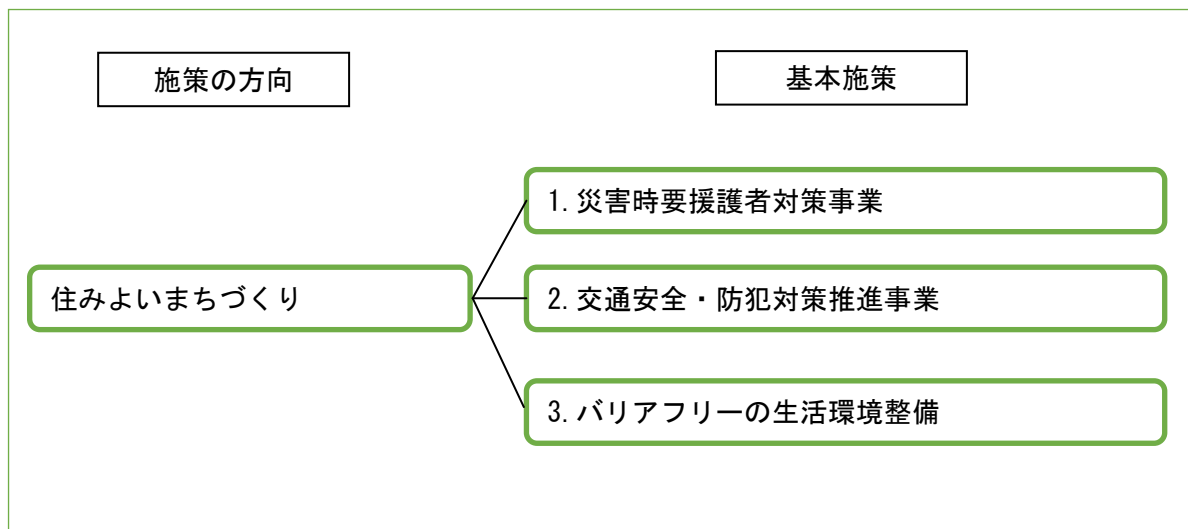 施策の方向
基本施策
1.災害時要援護者対策事業
住みよいまちづくり
2.交通安全・防犯対策推進事業
3.バリアフリーの生活環境整備